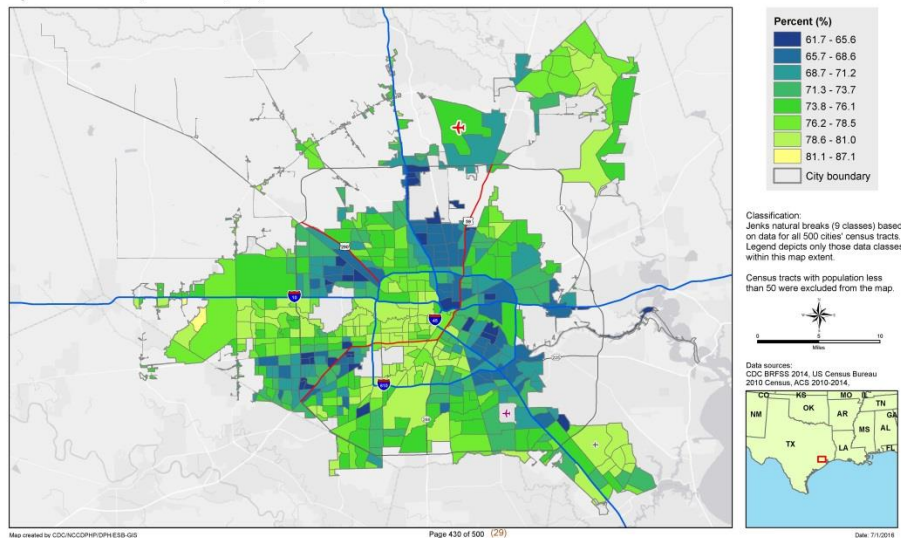 Percent (%)
61.7 - 65.6
65.7 - 68.6
68.7 - 71.2
71.3 - 73.7
73.8 - 76.1
76.2 - 78.5
78.6 - 81.0
81.1 - 87.1
City boundary
Classification:
Jenks natural breaks (9 classes) based
on data for all 500 cities' census tracts.
Legend depicts only those data classes
within this map extent.
Census tracts with population less
than 50 were excluded from the map.
0 10
Miles
Data sources:
CDC BRFSS 2014, US Census Bureau
2010 Census, ACS 2010-2014,
290
59
10
45
610
CO KS MO IL
NM OK AR TN
TX LA MS AL GA
FL
Map created by CDC/NCCDPHP/DPH/ESB-GIS
Page 430 of 500 (29)
Date: 7/1/2016